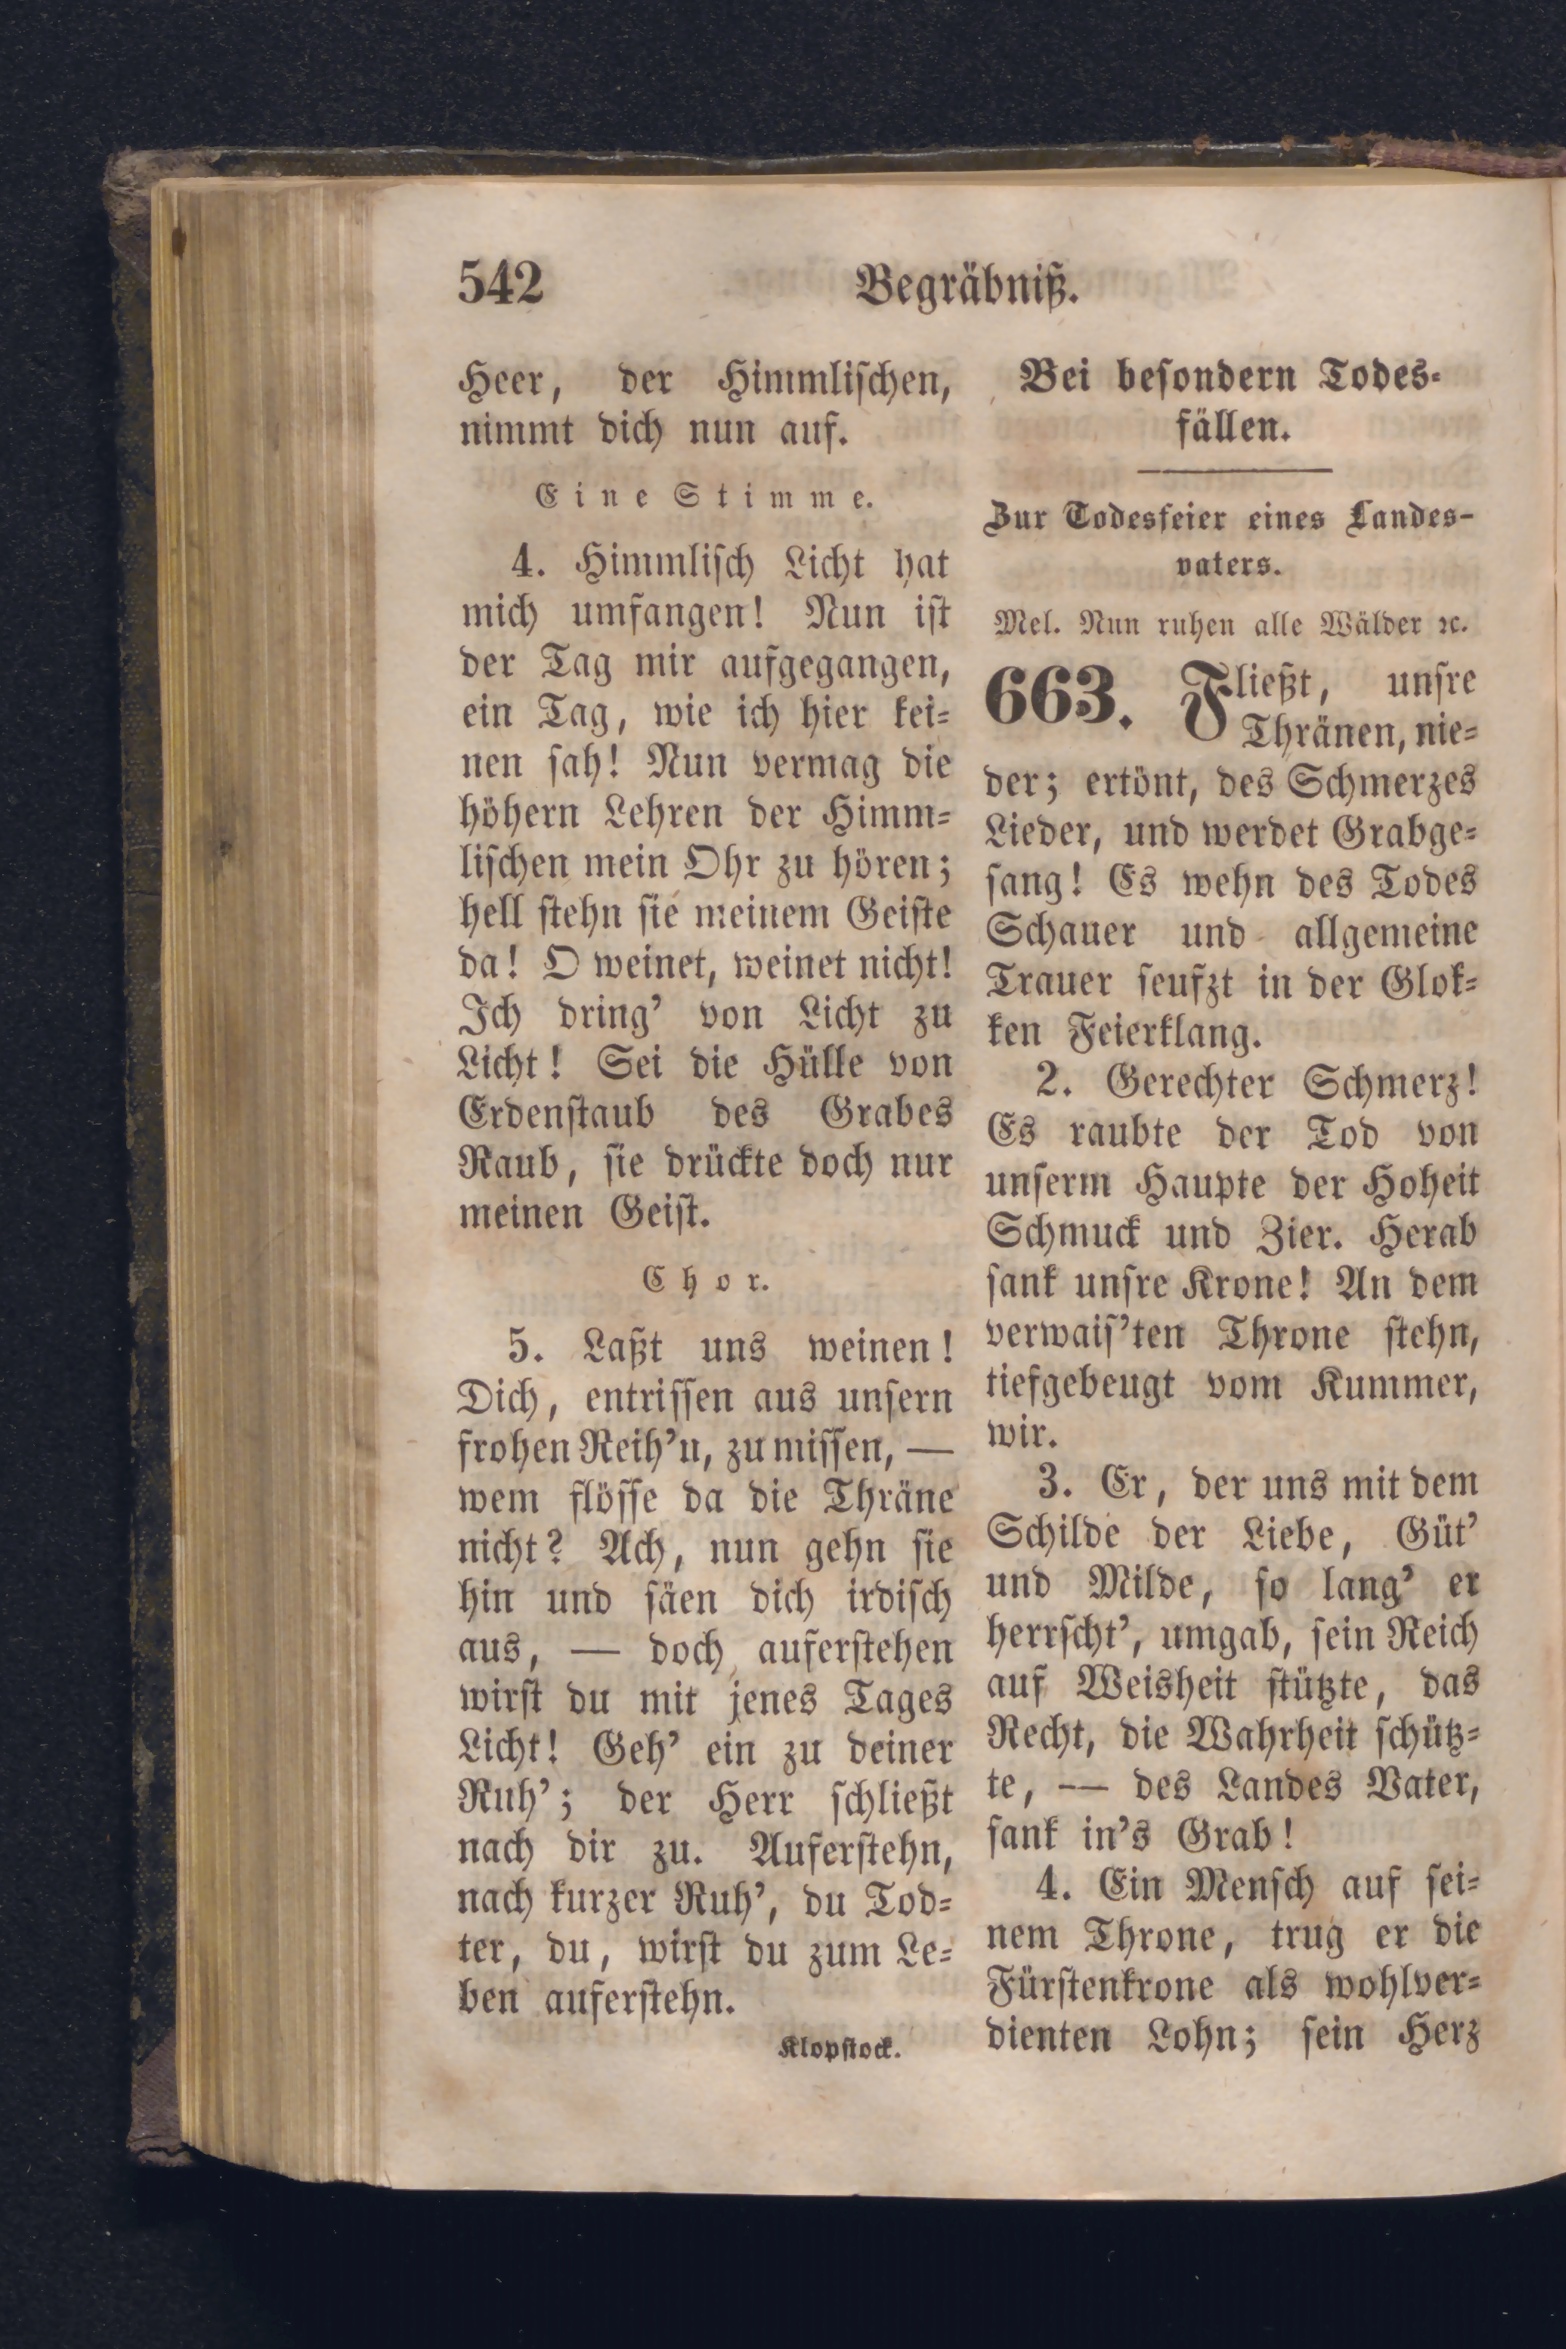 542
Begräbniß.
Heer, der Himmlischen,
nimmt dich nun auf.
Eine Stimme.
4. Himmlisch Licht hat
mich umfangen! Nun ist
der Tag mir aufgegangen,
ein Tag, wie ich hier kei-
nen sah! Nun vermag die
höhern Lehren der Himm-
lischen mein Ohr zu hören;
hell stehn sie meinem Geiste
da! O weinet, weinet nicht!
Ich dring' von Licht zu
Licht! Sei die Hülle von
Erdenstaub des Grabes
Raub, sie drückte doch nur
meinen Geist.
Chor.
5. Laßt uns weinen!
Dich, entrissen aus unsern
frohen Reih'n, zu missen, —
wem flösse da die Thräne
nicht? Ach, nun gehn sie
hin und säen dich irdisch
aus, — doch auferstehen
wirst du mit jenes Tages
Licht! Geh' ein zu deiner
Ruh'; der Herr schließt
nach dir zu. Auferstehn,
nach kurzer Ruh', du Tod-
ter, du, wirst du zum Le-
ben auferstehn.
Klopstock.
Bei besondern Todes-
fällen.
Zur Todesfeier eines Landes-
vaters.
Mel. Nun ruhen alle Wälder ꝛc.
663. Fließt, unsre
Thränen, nie-
der; ertönt, des Schmerzes
Lieder, und werdet Grabge-
sang! Es wehn des Todes
Schauer und allgemeine
Trauer seufzt in der Glok-
ken Feierklang.
2. Gerechter Schmerz!
Es raubte der Tod von
unserm Haupte der Hoheit
Schmuck und Zier. Herab
sank unsre Krone! An dem
verwais'ten Throne stehn,
tiefgebeugt vom Kummer,
wir.
3. Er, der uns mit dem
Schilde der Liebe, Güt'
und Milde, so lang' er
herrscht', umgab, sein Reich
auf Weisheit stützte, das
Recht, die Wahrheit schütz-
te, — des Landes Vater,
sank in's Grab!
4. Ein Mensch auf sei-
nem Throne, trug er die
Fürstenkrone als wohlver-
dienten Lohn; sein Herz